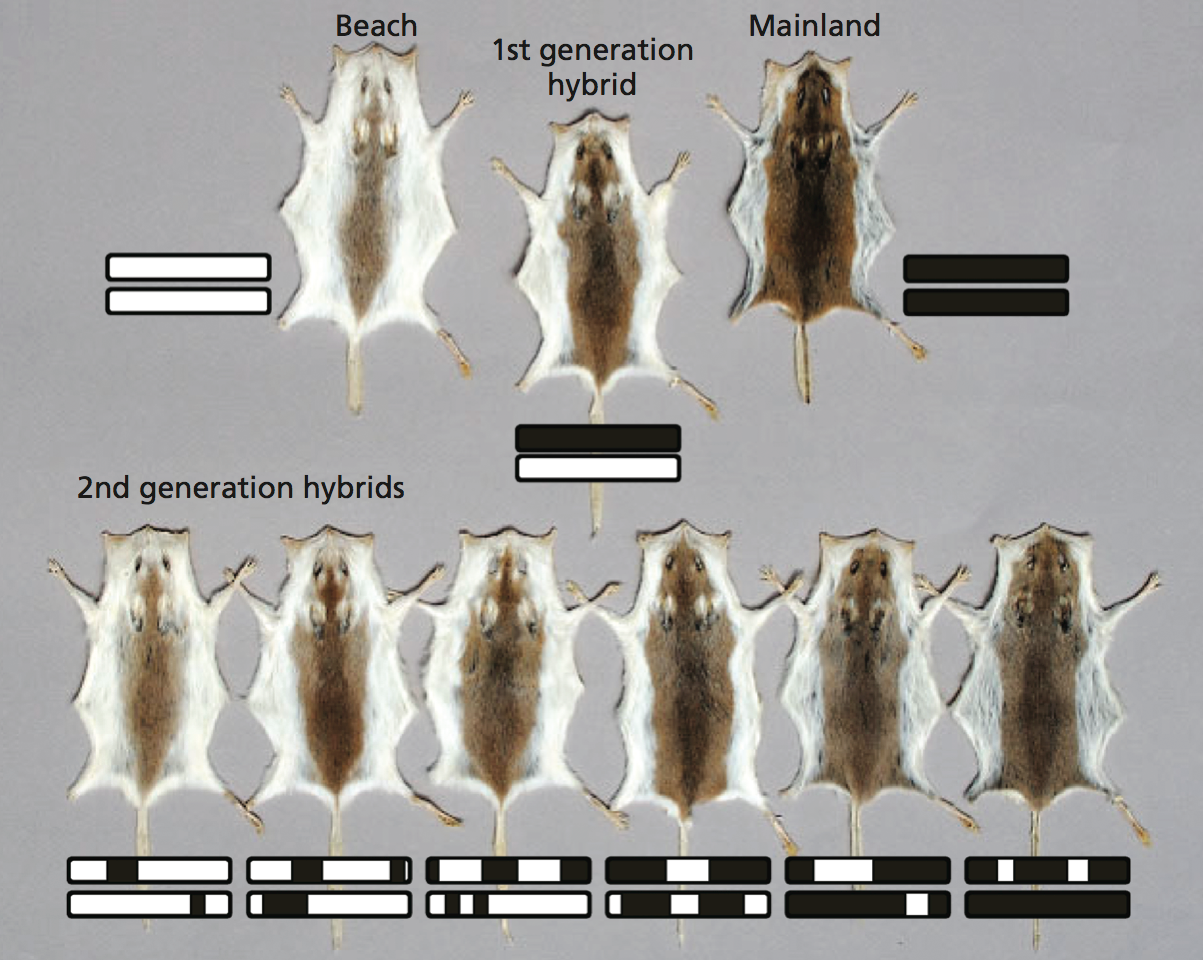 Beach
1st generation
hybrid
Mainland
2nd generation hybrids